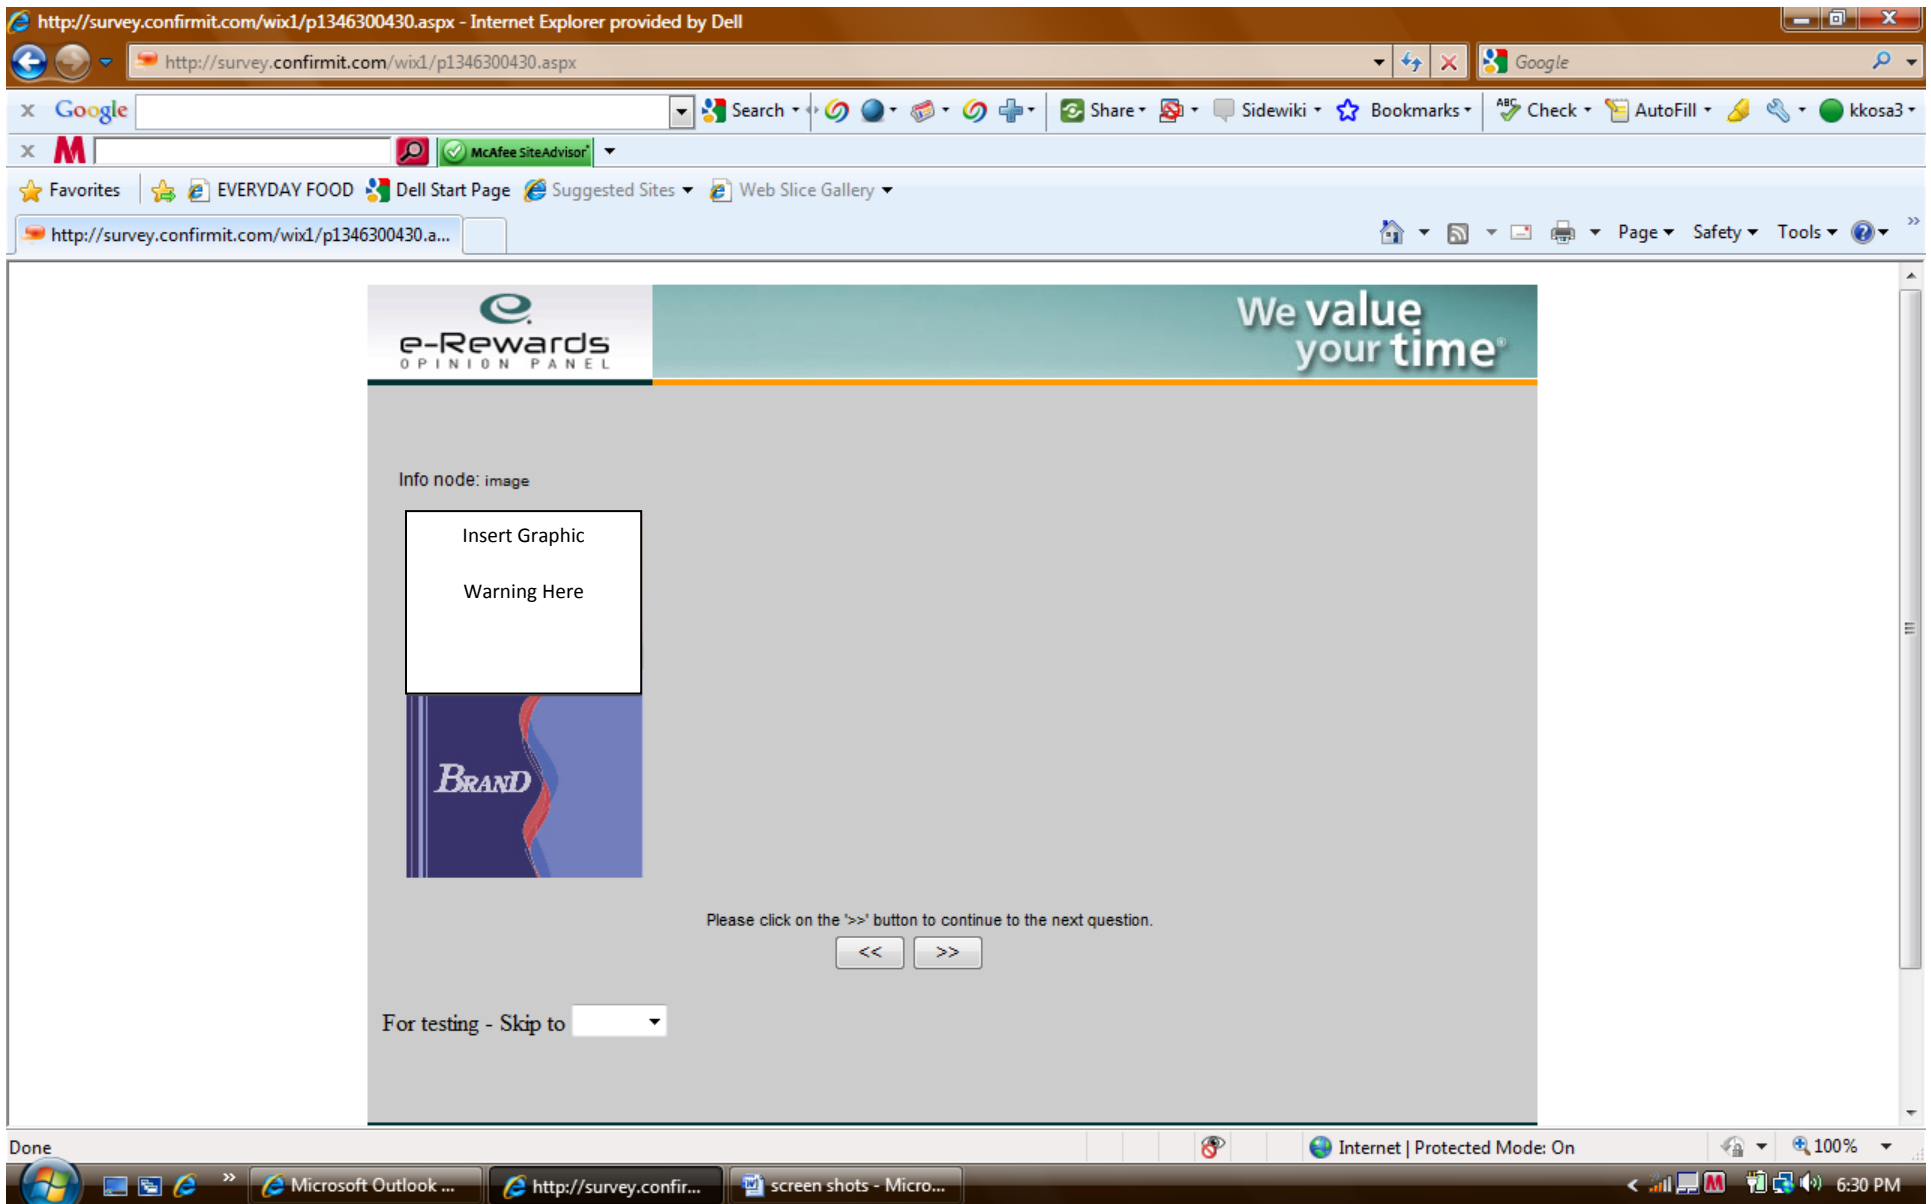 http://survey.confirmit.com/wix1/p1346300430.aspx - Internet Explorer provided by Dell
http://survey.confirmit.com/wix1/p1346300430.aspx
Google
x Google Search Share Sidewiki Bookmarks ABC Check AutoFill kkosa3
x M McAfee SiteAdvisor
Favorites EVERYDAY FOOD Dell Start Page Suggested Sites Web Slice Gallery
http://survey.confirmit.com/wix1/p1346300430.a... Page Safety Tools »
e-Rewards
OPINION PANEL
We value
your time®
Info node: image
Insert Graphic
Warning Here
BRAND
Please click on the '>>' button to continue to the next question.
<< >>
For testing - Skip to
Done Internet | Protected Mode: On 100%
» Microsoft Outlook ... http://survey.confir... screen shots - Micro... < M 6:30 PM